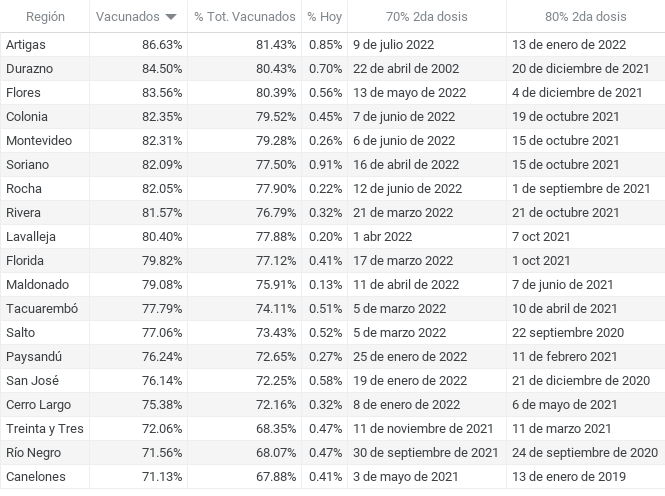 Región Vacunados % Tot. Vacunados % Hoy 70% 2da dosis 80% 2da dosis
Artigas 86.63% 81.43% 0.85% 9 de julio 2022 13 de enero de 2022
Durazno 84.50% 80.43% 0.70% 22 de abril de 2002 20 de diciembre de 2021
Flores 83.56% 80.39% 0.56% 13 de mayo de 2022 4 de diciembre de 2021
Colonia 82.35% 79.52% 0.45% 7 de junio de 2022 19 de octubre 2021
Montevideo 82.31% 79.28% 0.26% 6 de junio de 2022 15 de octubre 2021
Soriano 82.09% 77.50% 0.91% 16 de abril de 2022 15 de octubre 2021
Rocha 82.05% 77.90% 0.22% 12 de junio de 2022 1 de septiembre de 2021
Rivera 81.57% 76.79% 0.32% 21 de marzo 2022 21 de octubre 2021
Lavalleja 80.40% 77.88% 0.20% 1 abr 2022 7 oct 2021
Florida 79.82% 77.12% 0.41% 17 de marzo de 2022 1 oct 2021
Maldonado 79.08% 75.91% 0.13% 11 de abril de 2022 7 de junio de 2021
Tacuarembó 77.79% 74.11% 0.51% 5 de marzo de 2022 10 de abril de 2021
Salto 77.06% 73.43% 0.52% 5 de marzo de 2022 22 septiembre 2020
Paysandú 76.24% 72.65% 0.27% 25 de enero de 2022 11 de febrero 2021
San José 76.14% 72.25% 0.58% 19 de enero de 2022 21 de diciembre de 2020
Cerro Largo 75.38% 72.16% 0.32% 8 de enero de 2022 6 de mayo de 2021
Treinta y Tres 72.06% 68.35% 0.47% 11 de noviembre de 2021 11 de marzo 2021
Río Negro 71.56% 68.07% 0.47% 30 de septiembre de 2021 24 de septiembre de 2020
Canelones 71.13% 67.88% 0.41% 3 de mayo de 2021 13 de enero de 2019